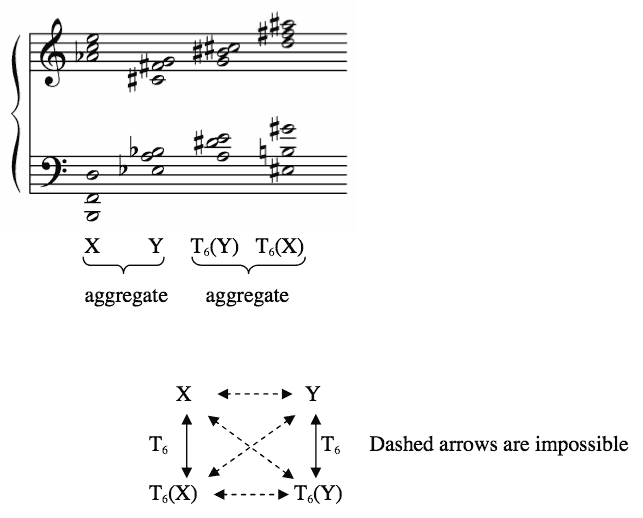 X Y T₆(Y) T₆(X)
aggregate aggregate
X Y
T₆ T₆ Dashed arrows are impossible
T₆(X) T₆(Y)